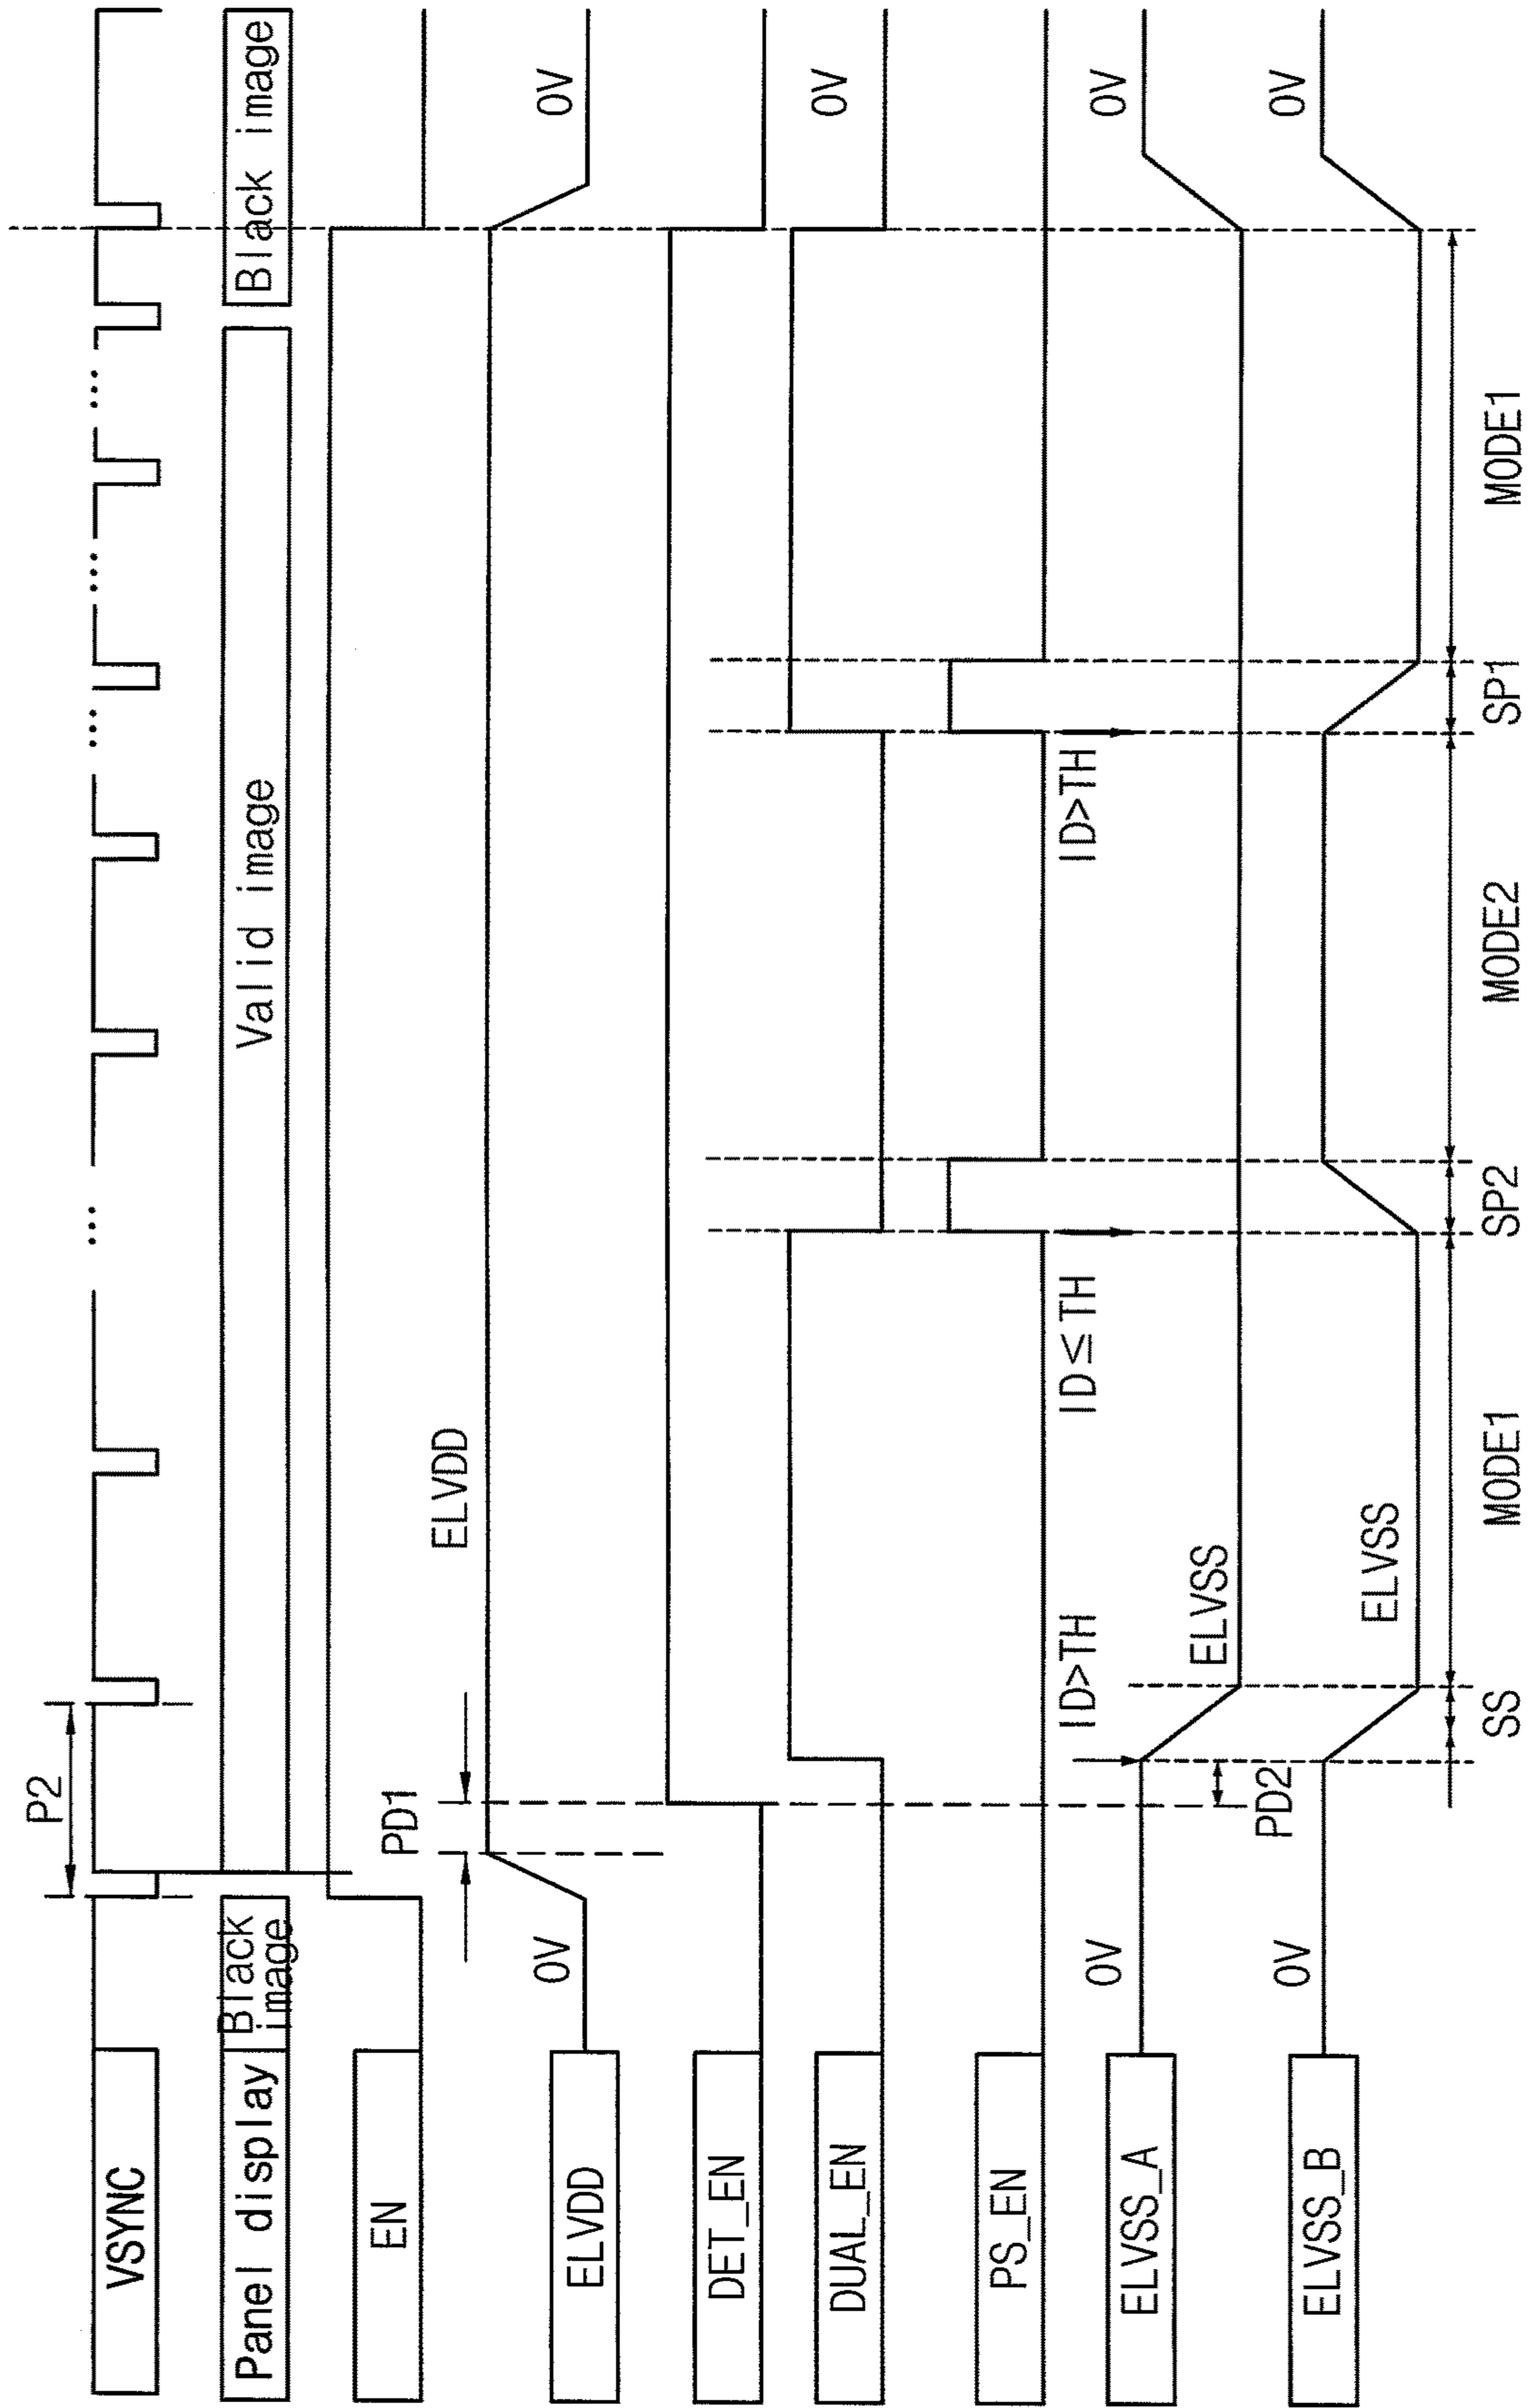 P2
VSYNC
...
...
...
...
Panel display
Black
image
Valid image
Black image
EN
PD1
ELVDD
ELVDD
0V
0V
DET_EN
DUAL_EN
0V
PS_EN
ID>TH
ID≤TH
ID>TH
ELVSS_A
0V
ELVSS
0V
PD2
ELVSS_B
0V
ELVSS
0V
SS
MODE1
SP2
MODE2
SP1
MODE1